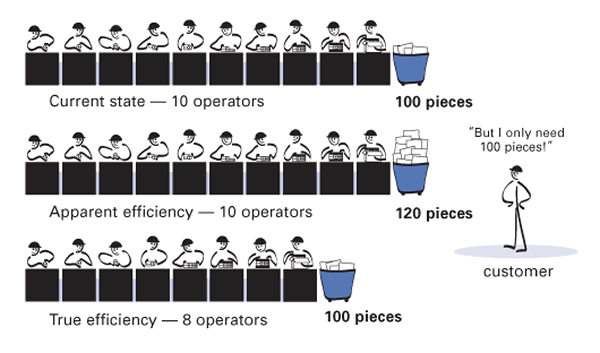 Current state — 10 operators
100 pieces
Apparent efficiency — 10 operators
120 pieces
"But I only need
100 pieces!"
customer
True efficiency — 8 operators
100 pieces